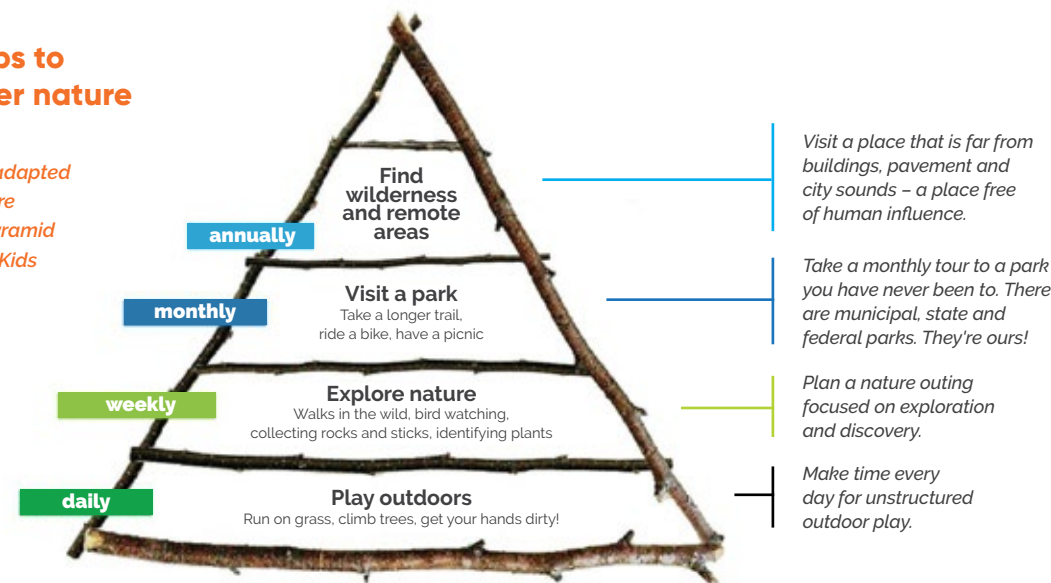 ps to
er nature
adapted
re
yramid
Kids
Find
wilderness
and remote
areas
annually
Visit a place that is far from
buildings, pavement and
city sounds – a place free
of human influence.
monthly
Visit a park
Take a longer trail,
ride a bike, have a picnic
Take a monthly tour to a park
you have never been to. There
are municipal, state and
federal parks. They're ours!
weekly
Explore nature
Walks in the wild, bird watching,
collecting rocks and sticks, identifying plants
Plan a nature outing
focused on exploration
and discovery.
daily
Play outdoors
Run on grass, climb trees, get your hands dirty!
Make time every
day for unstructured
outdoor play.